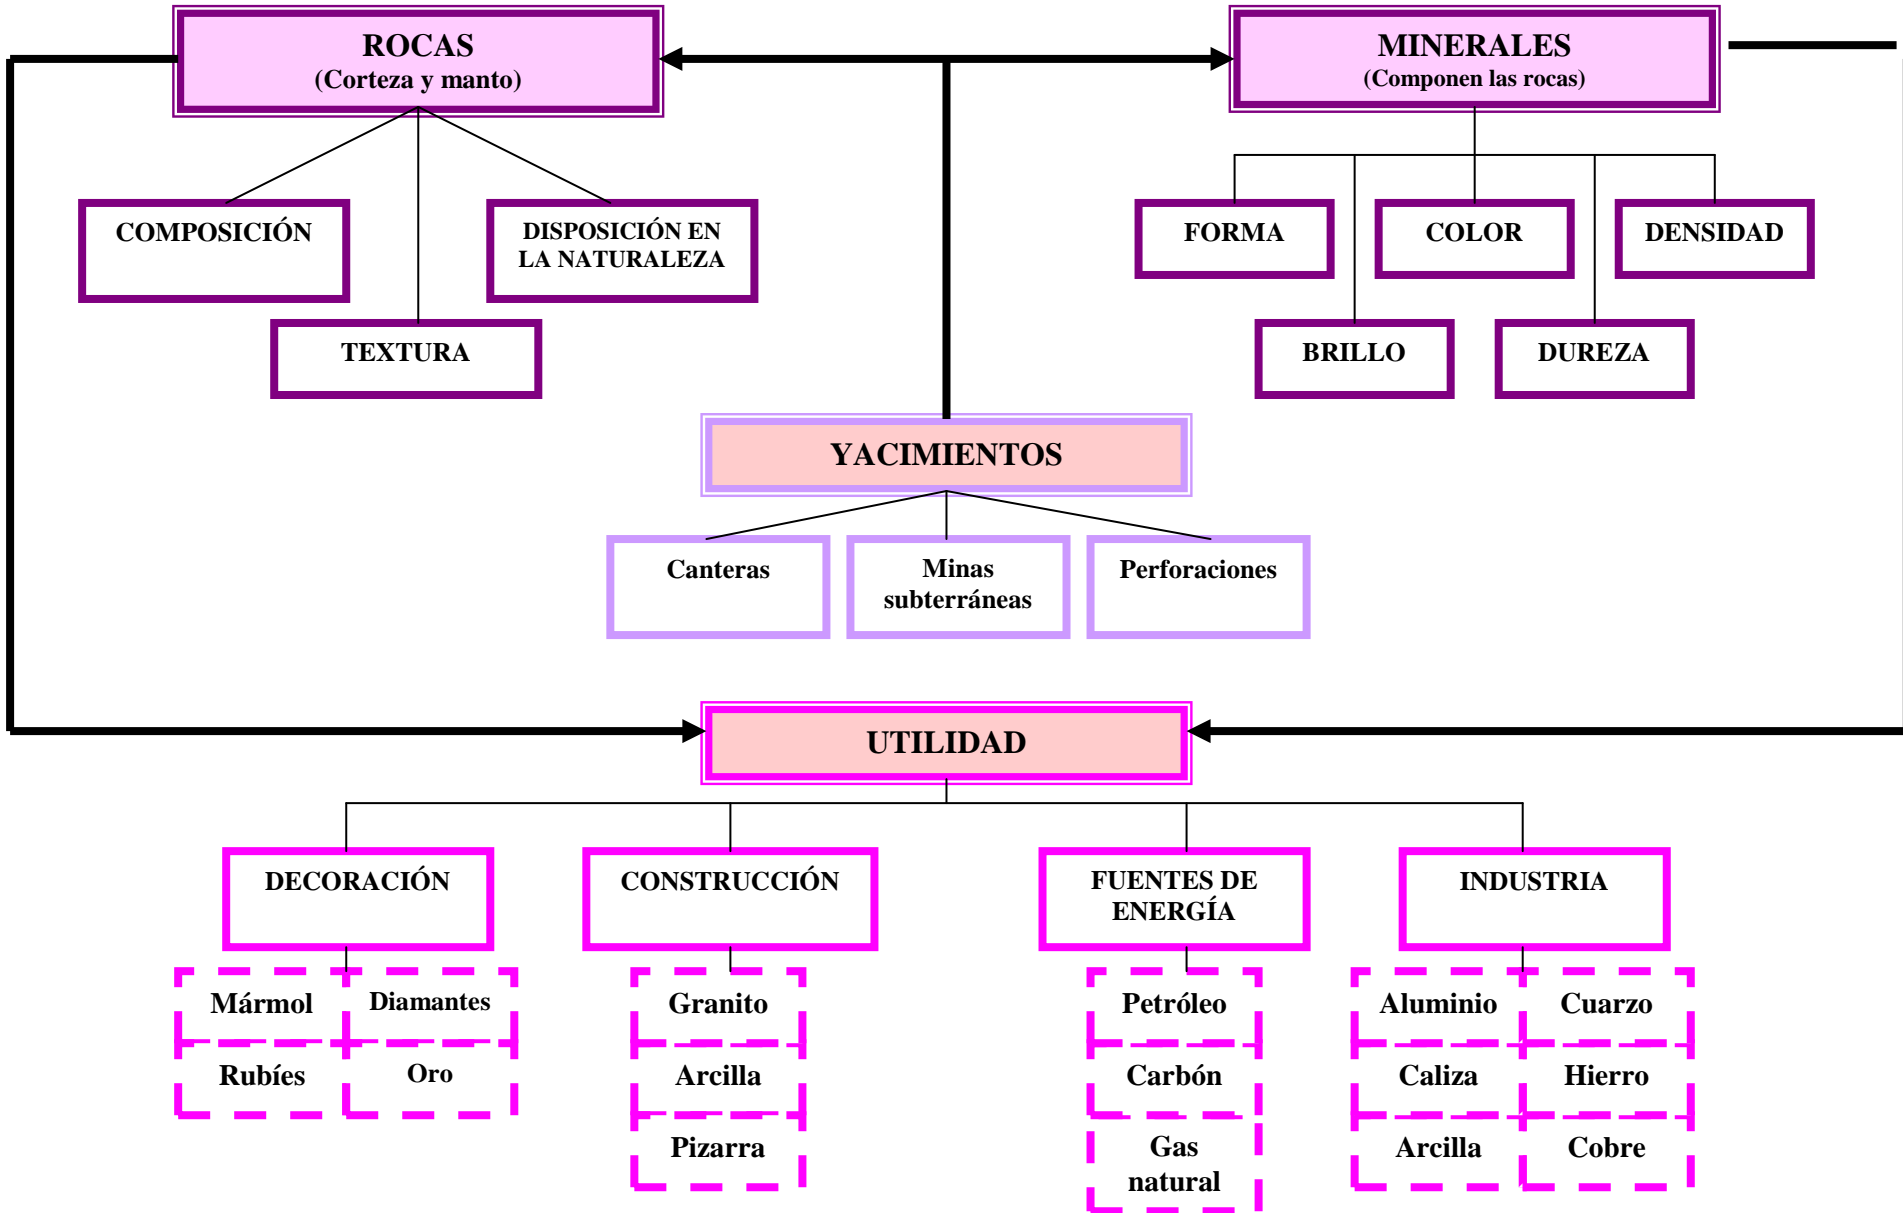 ROCAS
(Corteza y manto)
MINERALES
(Componen las rocas)
COMPOSICIÓN
DISPOSICIÓN EN
LA NATURALEZA
TEXTURA
FORMA
COLOR
DENSIDAD
BRILLO
DUREZA
YACIMIENTOS
Canteras
Minas
subterráneas
Perforaciones
UTILIDAD
DECORACIÓN
CONSTRUCCIÓN
FUENTES DE
ENERGÍA
INDUSTRIA
Mármol
Diamantes
Rubíes
Oro
Granito
Arcilla
Pizarra
Petróleo
Carbón
Gas
natural
Aluminio
Cuarzo
Caliza
Hierro
Arcilla
Cobre